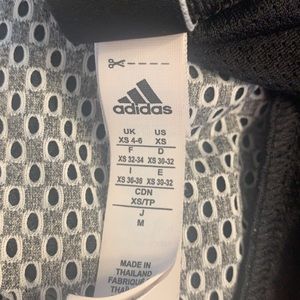 adidas
UK US
XS 4-6 XS
F D
XS 32-34 XS 30-32
I E
XS 36-38 XS 30-32
CDN
XS/TP
J
M
MADE IN
THAILAND
FABRIQUÉ
THAILAN